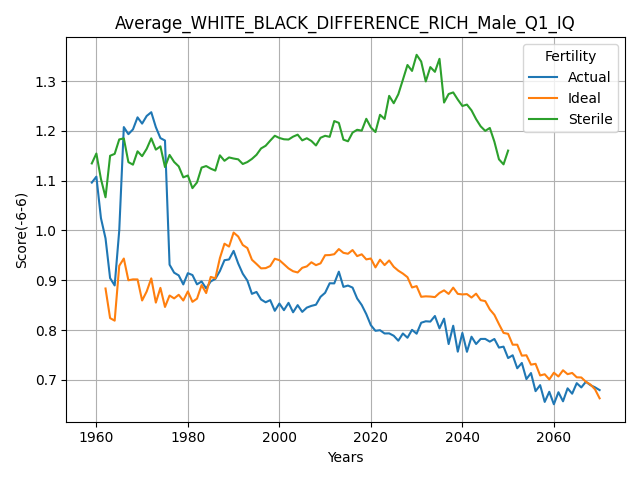 Average_WHITE_BLACK_DIFFERENCE_RICH_Male_Q1_IQ
Fertility
Actual
Ideal
Sterile
Score(-6-6)
1.3
1.2
1.1
1.0
0.9
0.8
0.7
1960
1980
2000
2020
2040
2060
Years